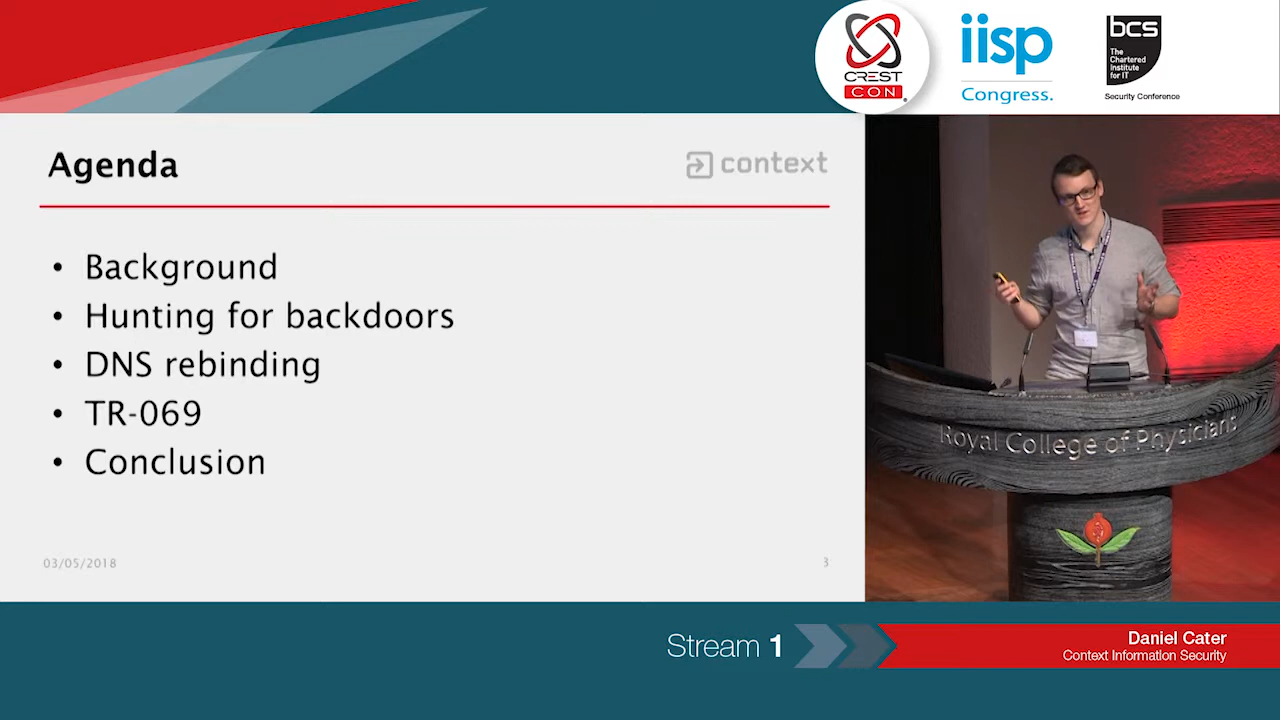 CREST
CON
iisp
Congress.
bcs
The
Chartered
Institute
for IT
Security Conference
Agenda
context
• Background
• Hunting for backdoors
• DNS rebinding
• TR-069
• Conclusion
03/05/2018
3
Royal College of Physicians
Stream 1
Daniel Cater
Context Information Security